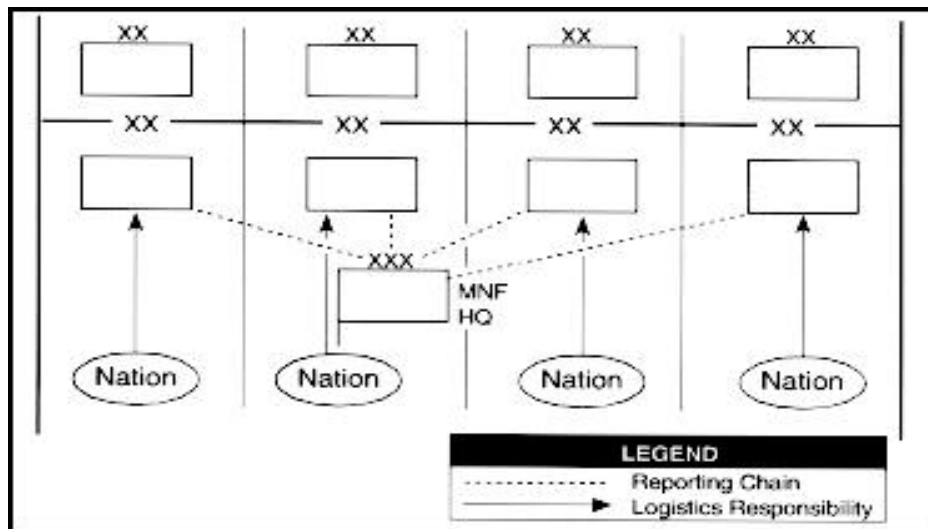 XX XX XX XX
XX XX XX XX
XXX
MNF
HQ
Nation Nation Nation Nation
LEGEND
Reporting Chain
Logistics Responsibility